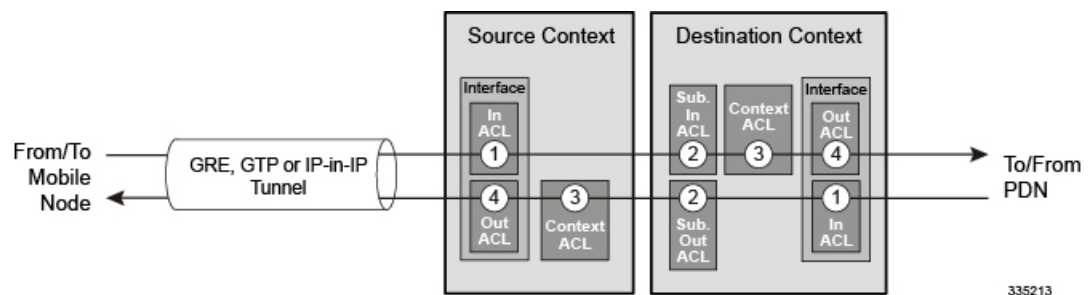 Source Context
Destination Context
Interface
In
ACL
1
Sub.
In
ACL
2
Context
ACL
3
Interface
Out
ACL
4
From/To
Mobile
Node
GRE, GTP or IP-in-IP
Tunnel
To/From
PDN
4
Out
ACL
3
Context
ACL
2
Sub.
Out
ACL
1
In
ACL
335213